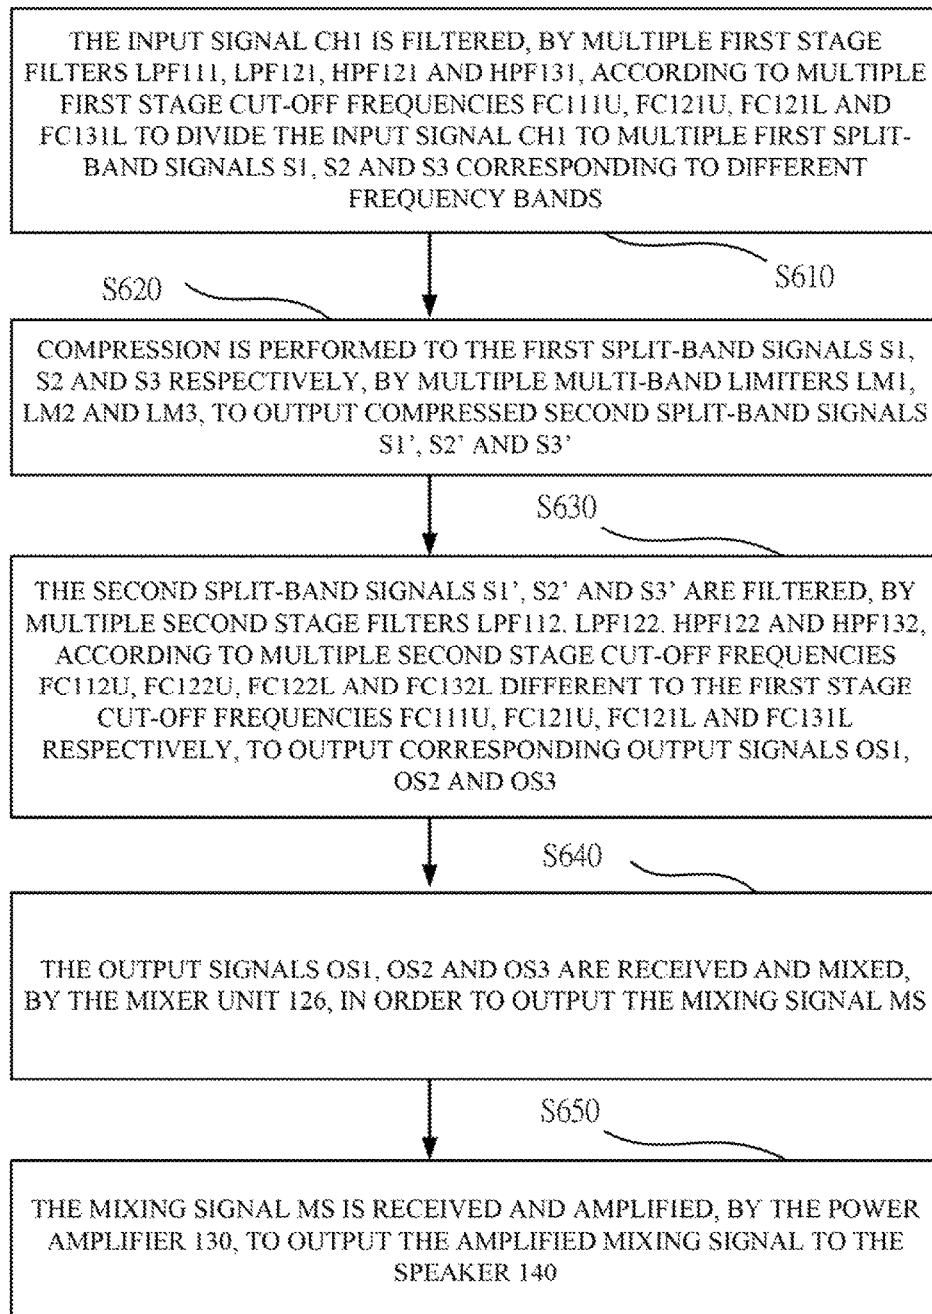 THE INPUT SIGNAL CH1 IS FILTERED, BY MULTIPLE FIRST STAGE
FILTERS LPF111, LPF121, HPF121 AND HPF131, ACCORDING TO MULTIPLE
FIRST STAGE CUT-OFF FREQUENCIES FC111U, FC121U, FC121L AND
FC131L TO DIVIDE THE INPUT SIGNAL CH1 TO MULTIPLE FIRST SPLIT-
BAND SIGNALS S1, S2 AND S3 CORRESPONDING TO DIFFERENT
FREQUENCY BANDS
S610
S620
COMPRESSION IS PERFORMED TO THE FIRST SPLIT-BAND SIGNALS S1,
S2 AND S3 RESPECTIVELY, BY MULTIPLE MULTI-BAND LIMITERS LM1,
LM2 AND LM3, TO OUTPUT COMPRESSED SECOND SPLIT-BAND SIGNALS
S1’, S2’ AND S3’
S630
THE SECOND SPLIT-BAND SIGNALS S1’, S2’ AND S3’ ARE FILTERED, BY
MULTIPLE SECOND STAGE FILTERS LPF112. LPF122. HPF122 AND HPF132,
ACCORDING TO MULTIPLE SECOND STAGE CUT-OFF FREQUENCIES
FC112U, FC122U, FC122L AND FC132L DIFFERENT TO THE FIRST STAGE
CUT-OFF FREQUENCIES FC111U, FC121U, FC121L AND FC131L
RESPECTIVELY, TO OUTPUT CORRESPONDING OUTPUT SIGNALS OS1,
OS2 AND OS3
S640
THE OUTPUT SIGNALS OS1, OS2 AND OS3 ARE RECEIVED AND MIXED,
BY THE MIXER UNIT 126, IN ORDER TO OUTPUT THE MIXING SIGNAL MS
S650
THE MIXING SIGNAL MS IS RECEIVED AND AMPLIFIED, BY THE POWER
AMPLIFIER 130, TO OUTPUT THE AMPLIFIED MIXING SIGNAL TO THE
SPEAKER 140